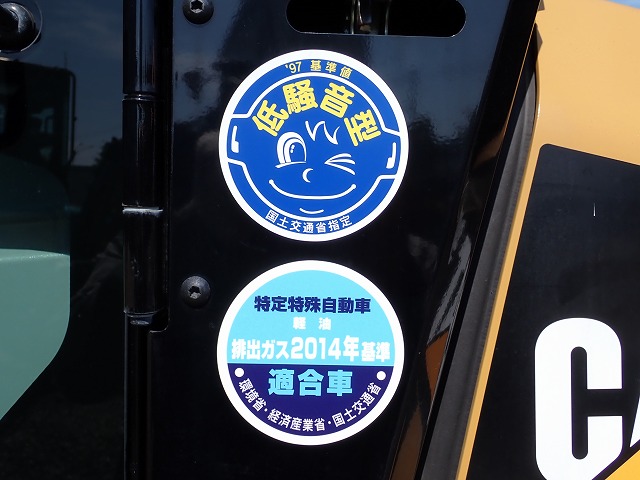 '97 基準値
低騒音型
国土交通省指定
特定特殊自動車
軽油
排出ガス2014年基準
適合車
環境省・経済産業省・国土交通省
C